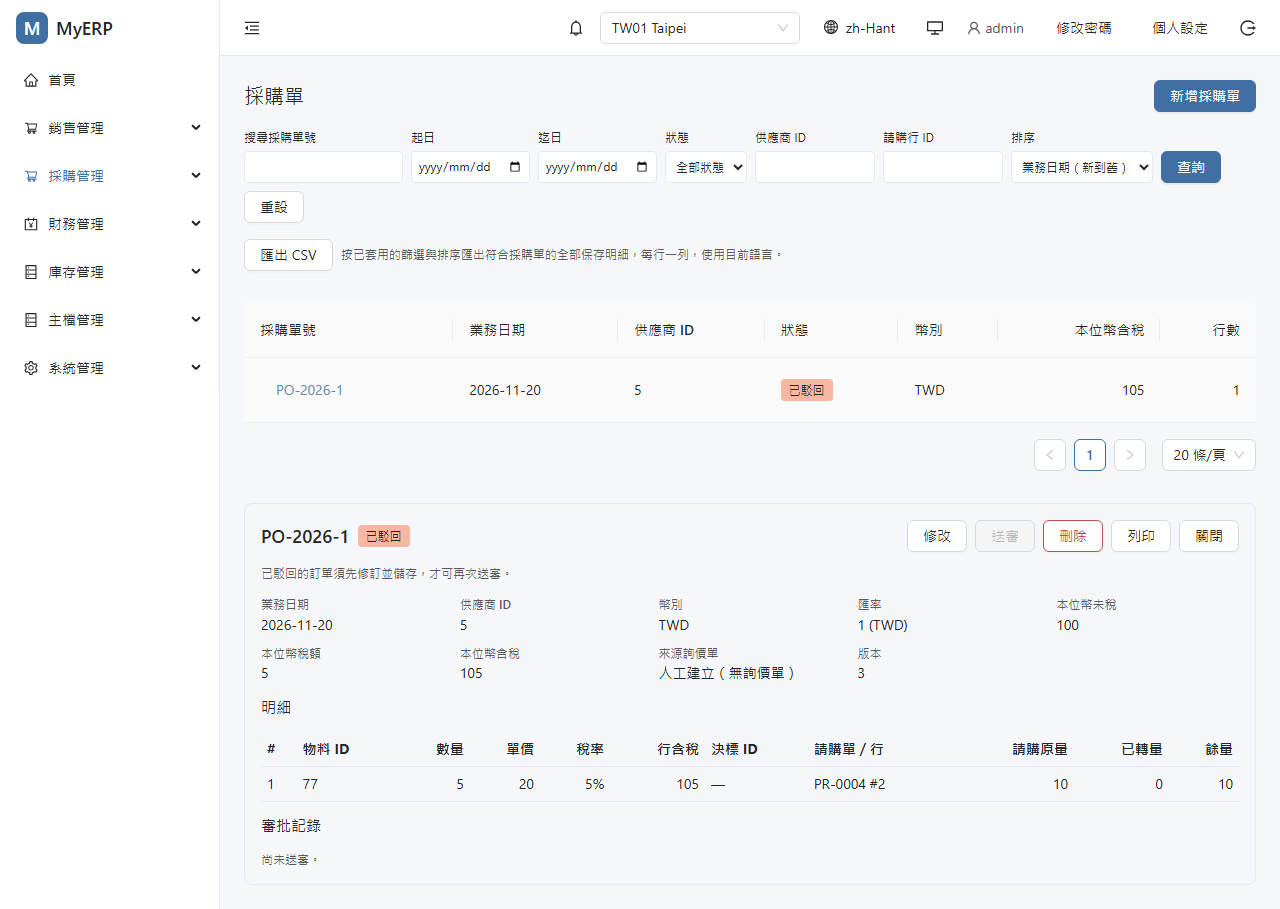 M MyERP
TW01 Taipei
zh-Hant
admin
修改密碼
個人設定
首頁
銷售管理
採購管理
財務管理
庫存管理
主檔管理
系統管理
採購單
新增採購單
搜尋採購單號 起日 迄日 狀態 供應商 ID 請購行 ID 排序
yyyy/mm/dd yyyy/mm/dd 全部狀態 業務日期（新到舊） 查詢
重設
匯出 CSV 按已套用的篩選與排序匯出符合採購單的全部保存明細，每行一列，使用目前語言。
採購單號 業務日期 供應商 ID 狀態 幣別 本位幣含稅 行數
PO-2026-1 2026-11-20 5 已駁回 TWD 105 1
1 20 條/頁
PO-2026-1 已駁回 修改 送審 刪除 列印 關閉
已駁回的訂單須先修訂並儲存，才可再次送審。
業務日期 供應商 ID 幣別 匯率 本位幣未稅
2026-11-20 5 TWD 1 (TWD) 100
本位幣稅額 本位幣含稅 來源詢價單 版本
5 105 人工建立（無詢價單） 3
明細
# 物料 ID 數量 單價 稅率 行含稅 決標 ID 請購單 / 行 請購原量 已轉量 餘量
1 77 5 20 5% 105 — PR-0004 #2 10 0 10
審批記錄
尚未送審。